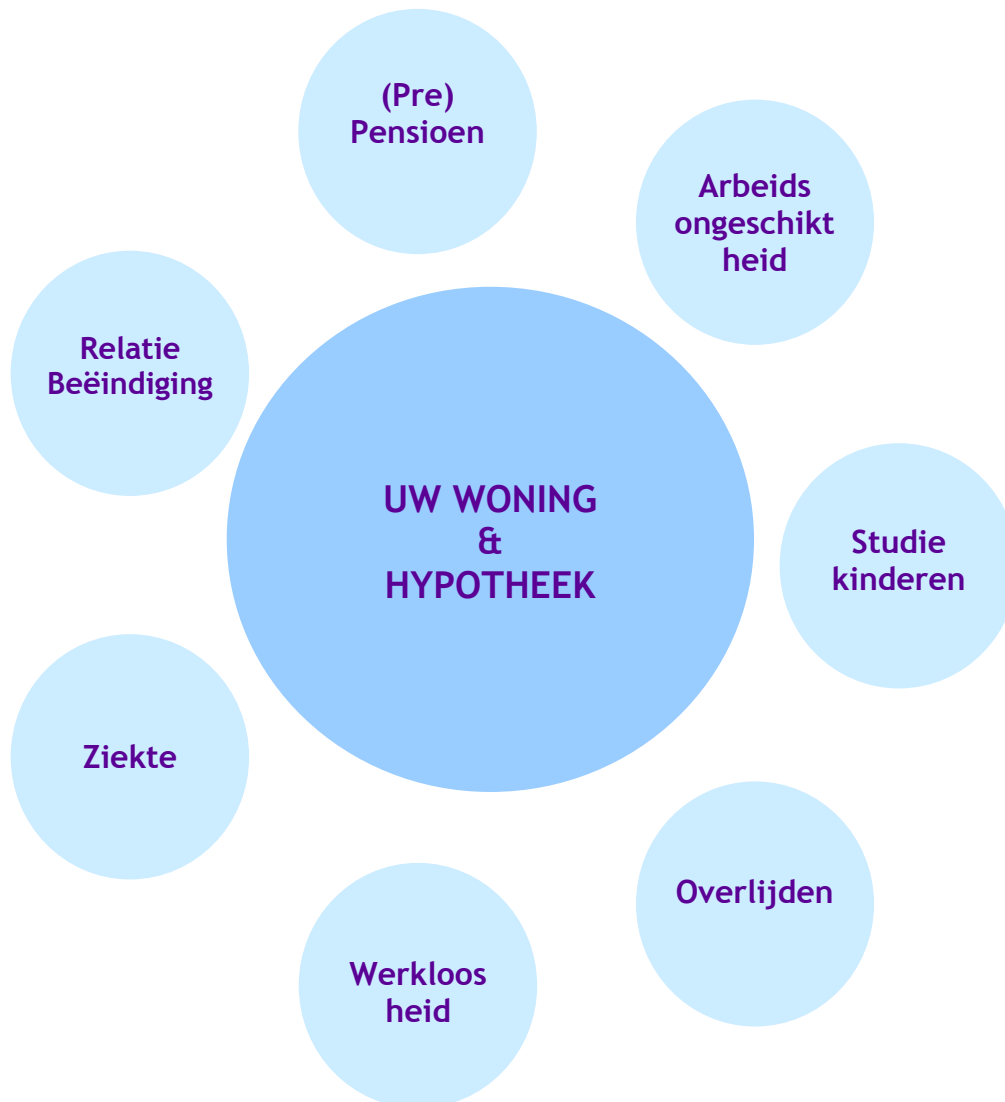 (Pre)
Pensioen
Arbeids
ongeschikt
heid
Relatie
Beëindiging
UW WONING
&
HYPOTHEEK
Studie
kinderen
Ziekte
Overlijden
Werkloos
heid